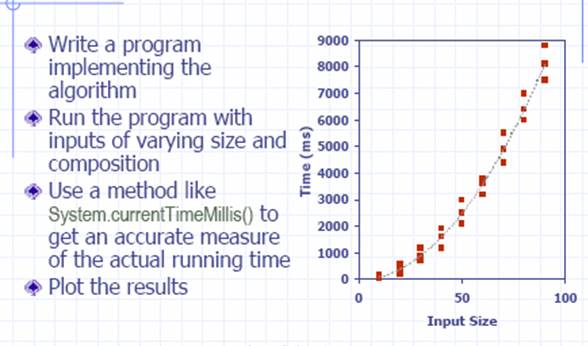 Write a program
implementing the
algorithm
Run the program with
inputs of varying size and
composition
Use a method like
System.currentTimeMillis() to
get an accurate measure
of the actual running time
Plot the results
9000
8000
7000
6000
5000
4000
3000
2000
1000
0
Time (ms)
0 50 100
Input Size